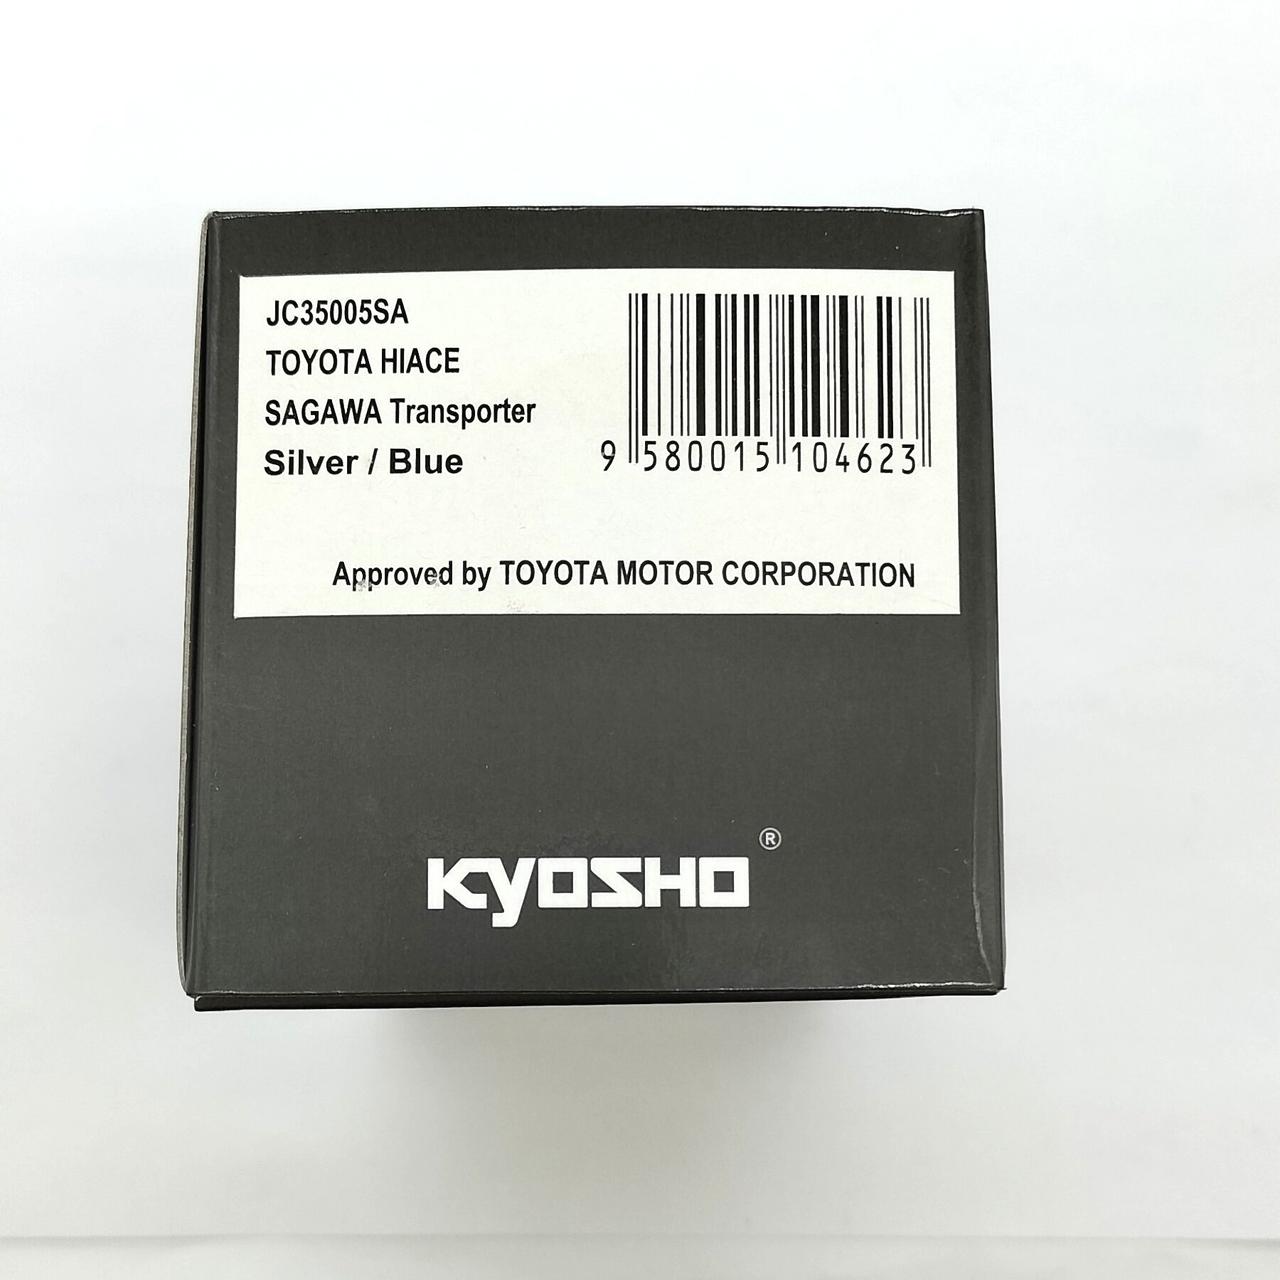 JC35005SA
TOYOTA HIACE
SAGAWA Transporter
Silver / Blue
9 580015 104623
Approved by TOYOTA MOTOR CORPORATION
KYOSHO ®